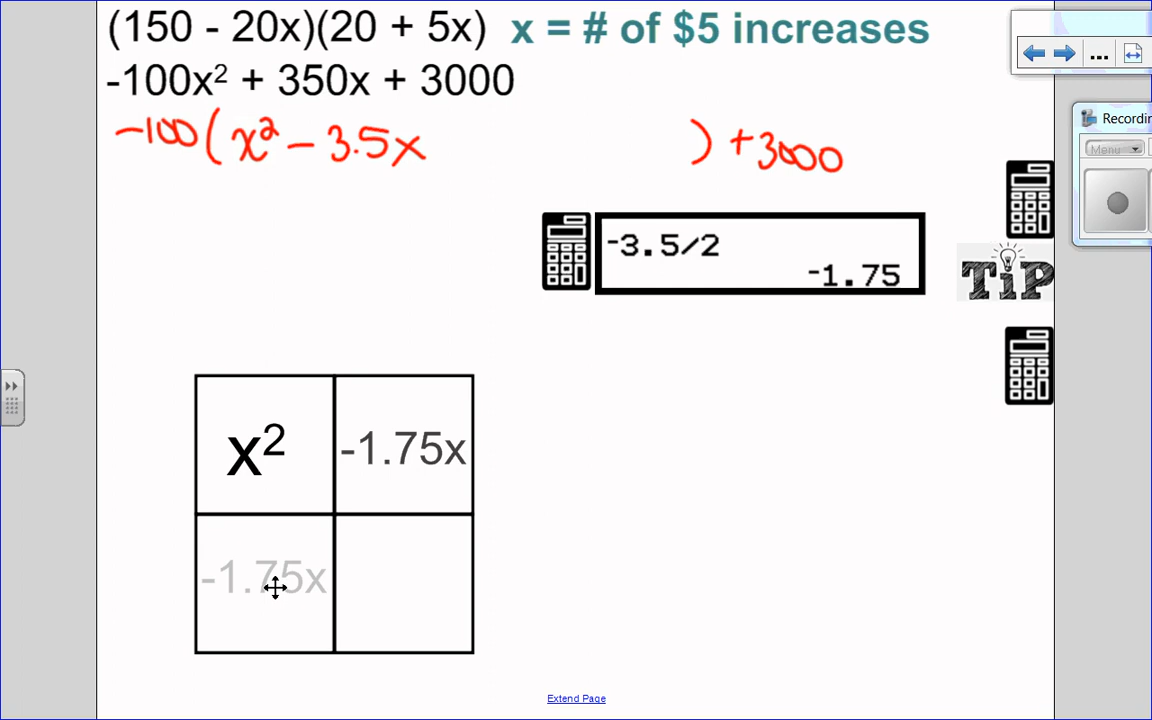 (150 - 20x)(20 + 5x) x = # of $5 increases
-100x² + 350x + 3000
-100(x² - 3.5x ) + 3000
...
Recordin
Menu
-3.5/2
-1.75
TiP
x² -1.75x
-1.75x
Extend Page